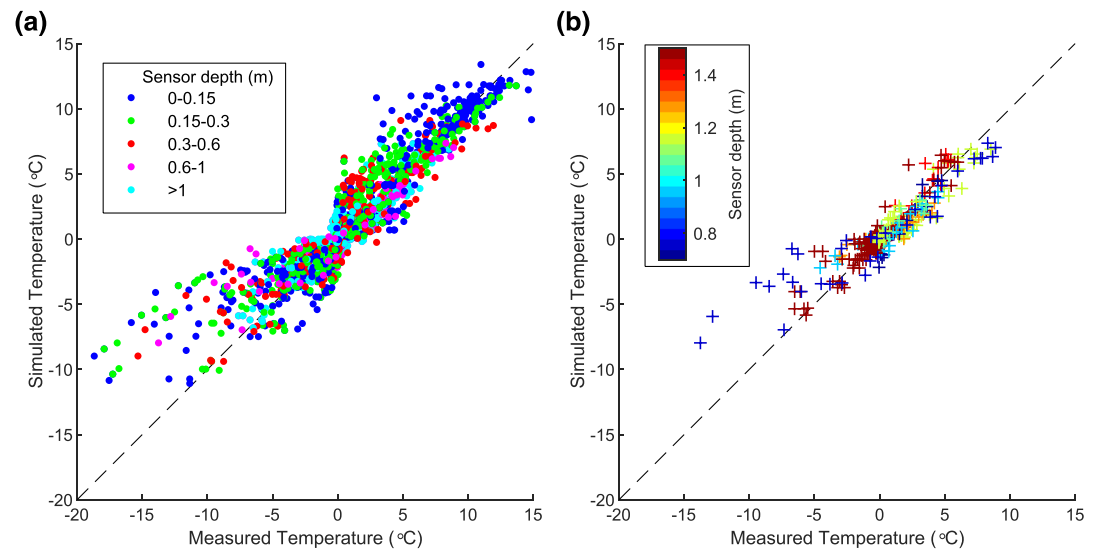 (a)
15
10
5
0
-5
-10
-15
-20
Simulated Temperature (°C)
Sensor depth (m)
0-0.15
0.15-0.3
0.3-0.6
0.6-1
>1
-20 -15 -10 -5 0 5 10 15
Measured Temperature (°C)
(b)
15
10
5
0
-5
-10
-15
-20
Simulated Temperature (°C)
1.4
1.2
1
0.8
Sensor depth (m)
-20 -15 -10 -5 0 5 10 15
Measured Temperature (°C)